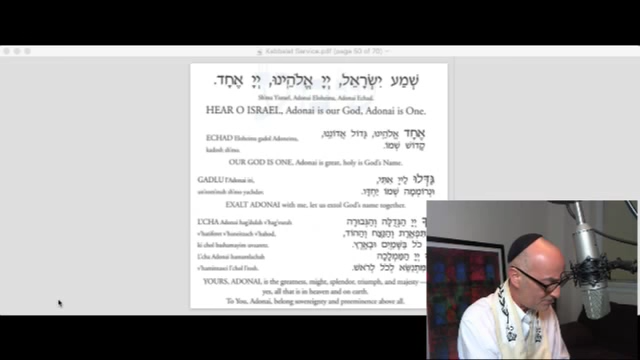 Kabbalat Service.pdf (page 53 of 75)
שְׁמַע יִשְׂרָאֵל, יְיָ אֱלֹהֵינוּ, יְיָ אֶחָד.
Shma Yisrael, Adonai Eloheinu, Adonai Echad.
HEAR O ISRAEL, Adonai is our God, Adonai is One.
אֶחָד אֱלֹהֵינוּ, גָּדוֹל אֲדוֹנֵנוּ,
קָדוֹשׁ שְׁמוֹ.
ECHAD Eloheinu gadol Adoneinu,
kadosh sh'mo.
OUR GOD IS ONE, Adonai is great, holy is God's Name.
גַּדְּלוּ לַייָ אִתִּי,
וּנְרוֹמְמָה שְׁמוֹ יַחְדָּו.
GADLU l'Adonai iti,
un'rom'mah sh'mo yachdav.
EXALT ADONAI with me, let us extol God's name together.
יְיָ הַגְּדֻלָּה וְהַגְּבוּרָה
תִּפְאֶרֶת וְהַנֵּצַח וְהַהוֹד,
כֹל בַּשָּׁמַיִם וּבָאָרֶץ.
יְיָ הַמַּמְלָכָה
מִתְנַשֵּׂא לְכֹל לְרֹאשׁ.
L'CHA Adonai hag'dulah v'hag'vurah
v'hatiferet v'haneitzach v'hahod,
ki chol bashamayim uvaaretz.
L'cha Adonai hamamlachah
v'hamitnasei l'chol l'rosh.
YOURS, ADONAI, is the greatness, might, splendor, triumph, and majesty —
yes, all that is in heaven and on earth.
To You, Adonai, belong sovereignty and preeminence above all.